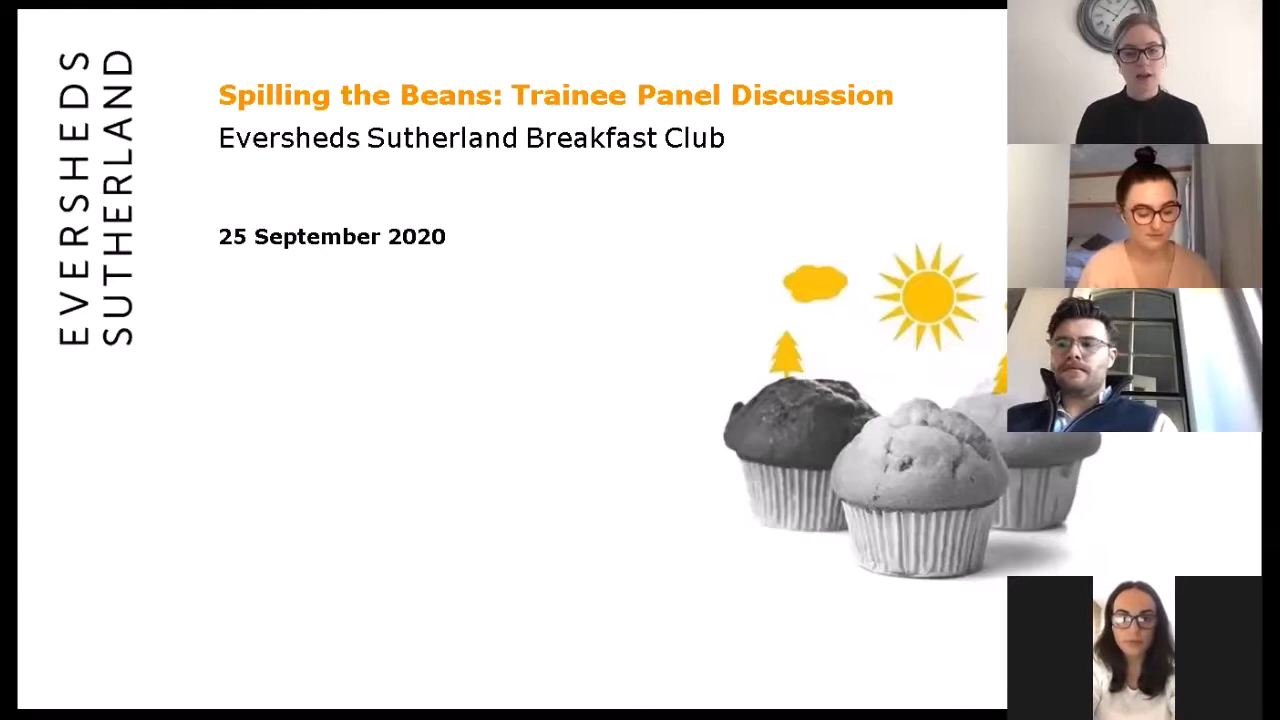 EVERSHEDS
SUTHERLAND
Spilling the Beans: Trainee Panel Discussion
Eversheds Sutherland Breakfast Club
25 September 2020